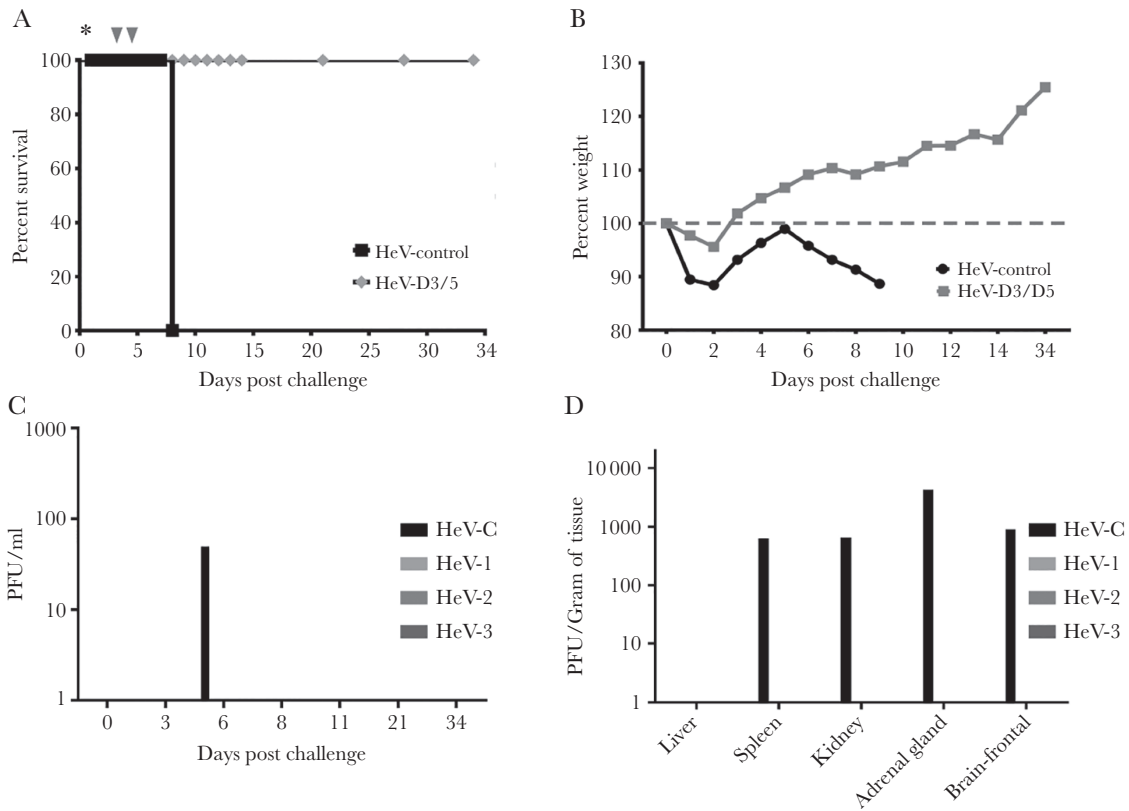 A
*
Percent survival
100
80
60
40
20
0
0 5 10 15 20 25 30 34
Days post challenge
HeV-control
HeV-D3/5
B
Percent weight
130
120
110
100
90
80
0 2 4 6 8 10 12 14 34
Days post challenge
HeV-control
HeV-D3/D5
C
PFU/ml
1000
100
10
1
0 3 6 8 11 21 34
Days post challenge
HeV-C
HeV-1
HeV-2
HeV-3
D
PFU/Gram of tissue
10 000
1000
100
10
1
Liver
Spleen
Kidney
Adrenal gland
Brain-frontal
HeV-C
HeV-1
HeV-2
HeV-3